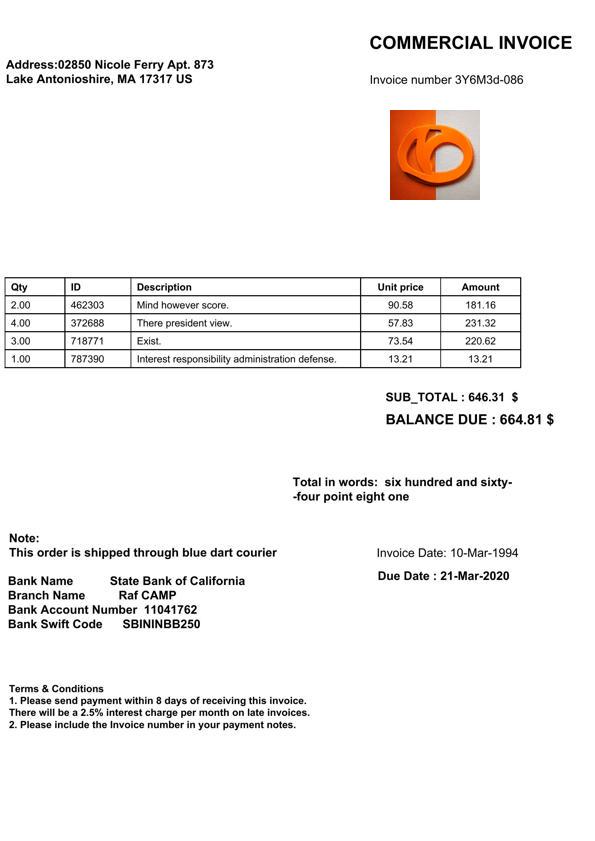 COMMERCIAL INVOICE
Address:02850 Nicole Ferry Apt. 873
Lake Antonioshire, MA 17317 US
Invoice number 3Y6M3d-086
Qty ID Description Unit price Amount
2.00 462303 Mind however score. 90.58 181.16
4.00 372688 There president view. 57.83 231.32
3.00 718771 Exist. 73.54 220.62
1.00 787390 Interest responsibility administration defense. 13.21 13.21
SUB_TOTAL : 646.31 $
BALANCE DUE : 664.81 $
Total in words: six hundred and sixty-
-four point eight one
Note:
This order is shipped through blue dart courier
Invoice Date: 10-Mar-1994
Due Date : 21-Mar-2020
Bank Name State Bank of California
Branch Name Raf CAMP
Bank Account Number 11041762
Bank Swift Code SBININBB250
Terms & Conditions
1. Please send payment within 8 days of receiving this invoice.
There will be a 2.5% interest charge per month on late invoices.
2. Please include the Invoice number in your payment notes.